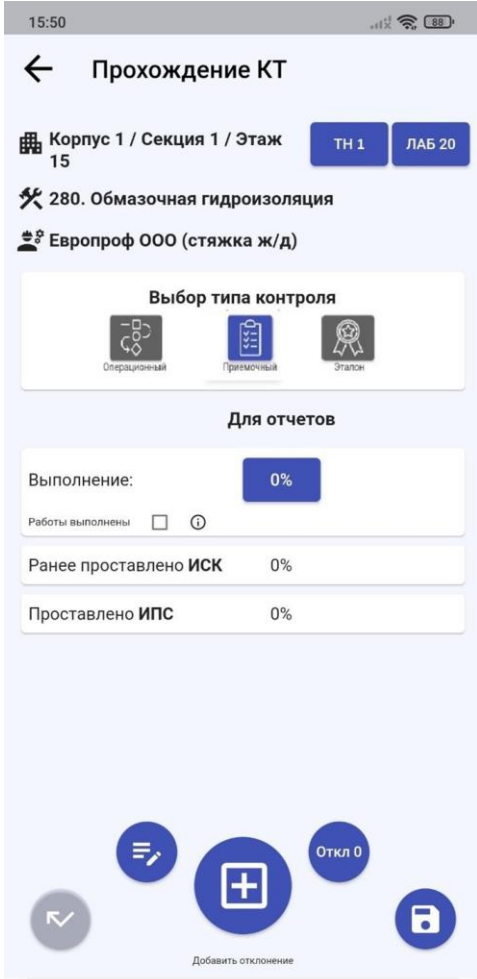 15:50
88
Прохождение КТ
Корпус 1 / Секция 1 / Этаж
15
ТН 1
ЛАБ 20
280. Обмазочная гидроизоляция
Европроф ООО (стяжка ж/д)
Выбор типа контроля
Операционный
Приемочный
Эталон
Для отчетов
Выполнение:
0%
Работы выполнены
Ранее проставлено ИСК 0%
Проставлено ИПС 0%
Откл 0
Добавить отклонение